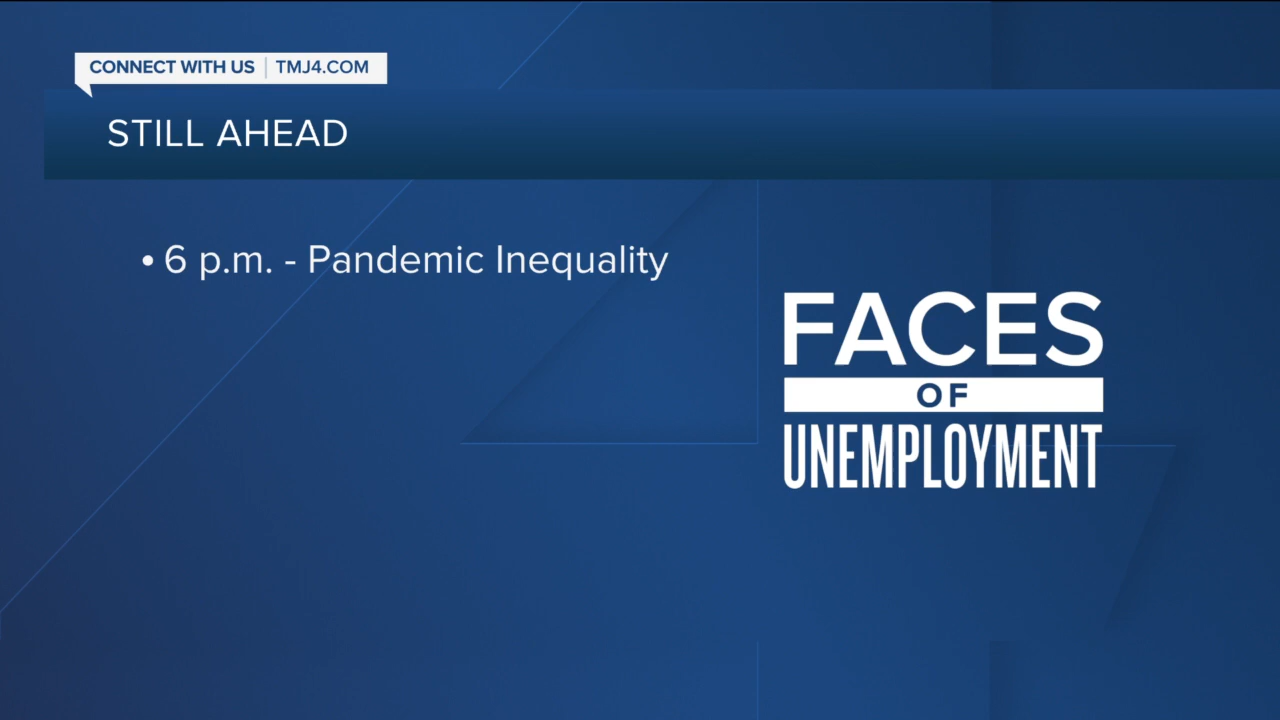 CONNECT WITH US | TMJ4.COM
STILL AHEAD
• 6 p.m. - Pandemic Inequality
FACES
OF
UNEMPLOYMENT